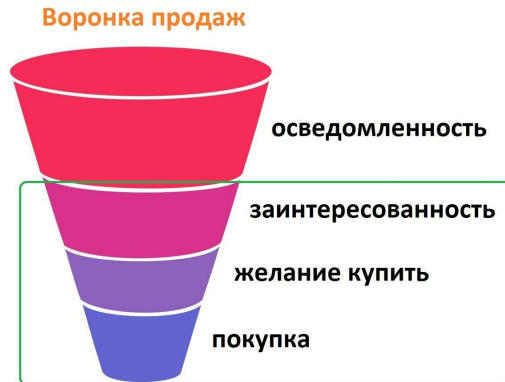 Воронка продаж
осведомленность
заинтересованность
желание купить
покупка